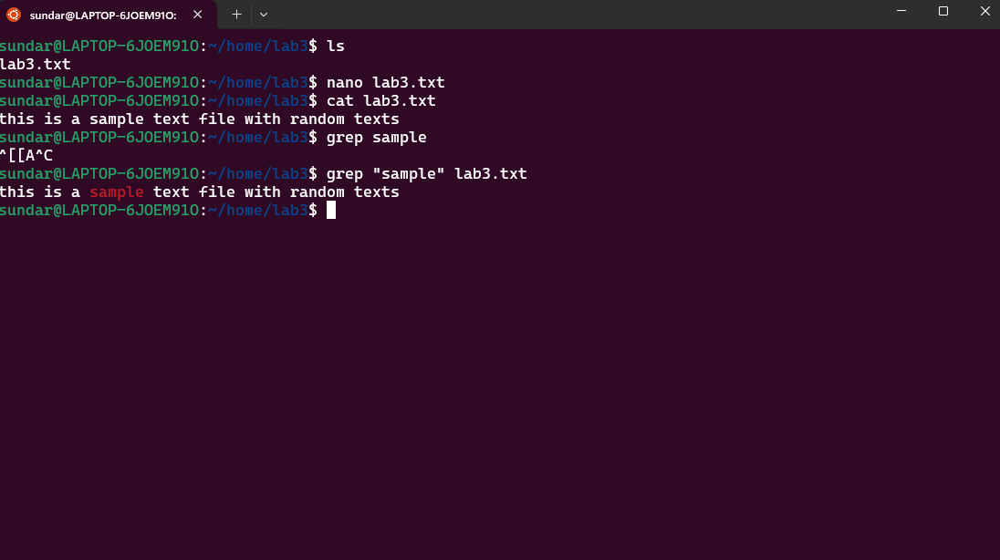 sundar@LAPTOP-6JOEM91O:
sundar@LAPTOP-6JOEM91O:~/home/lab3$ ls
lab3.txt
sundar@LAPTOP-6JOEM91O:~/home/lab3$ nano lab3.txt
sundar@LAPTOP-6JOEM91O:~/home/lab3$ cat lab3.txt
this is a sample text file with random texts
sundar@LAPTOP-6JOEM91O:~/home/lab3$ grep sample
^[[A^C
sundar@LAPTOP-6JOEM91O:~/home/lab3$ grep "sample" lab3.txt
this is a sample text file with random texts
sundar@LAPTOP-6JOEM91O:~/home/lab3$